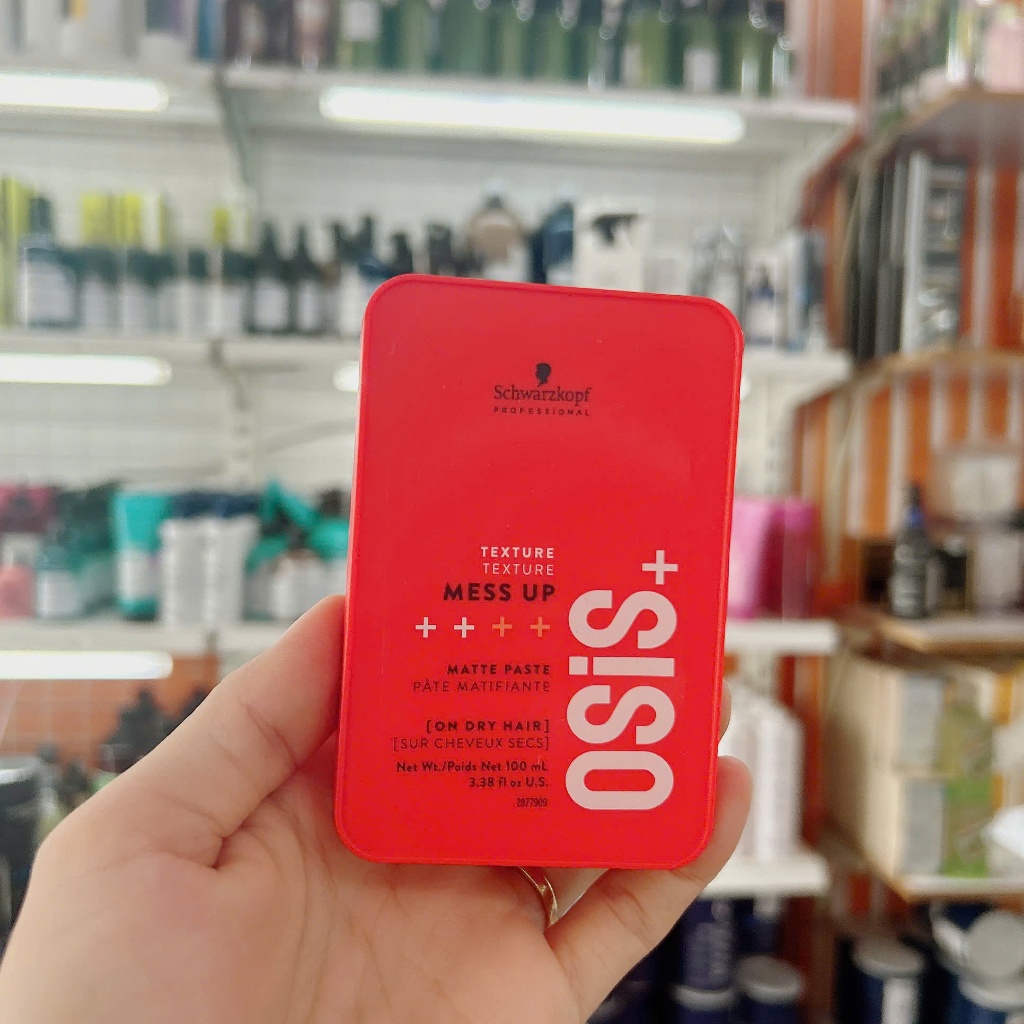 Schwarzkopf
PROFESSIONAL
TEXTURE
TEXTURE
MESS UP
++++
MATTE PASTE
PÂTE MATIFIANTE
[ON DRY HAIR]
[SUR CHEVEUX SECS]
Net Wt./Poids Net 100 mL
3.38 fl oz U.S.
2877909
OSiS+